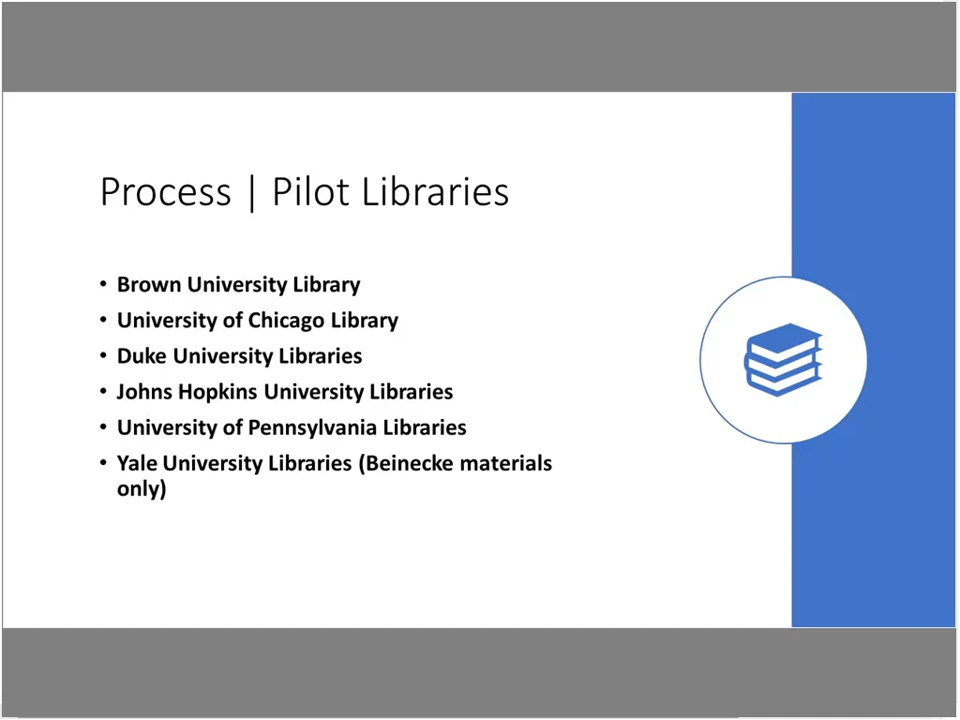 Process | Pilot Libraries
• Brown University Library
• University of Chicago Library
• Duke University Libraries
• Johns Hopkins University Libraries
• University of Pennsylvania Libraries
• Yale University Libraries (Beinecke materials
only)